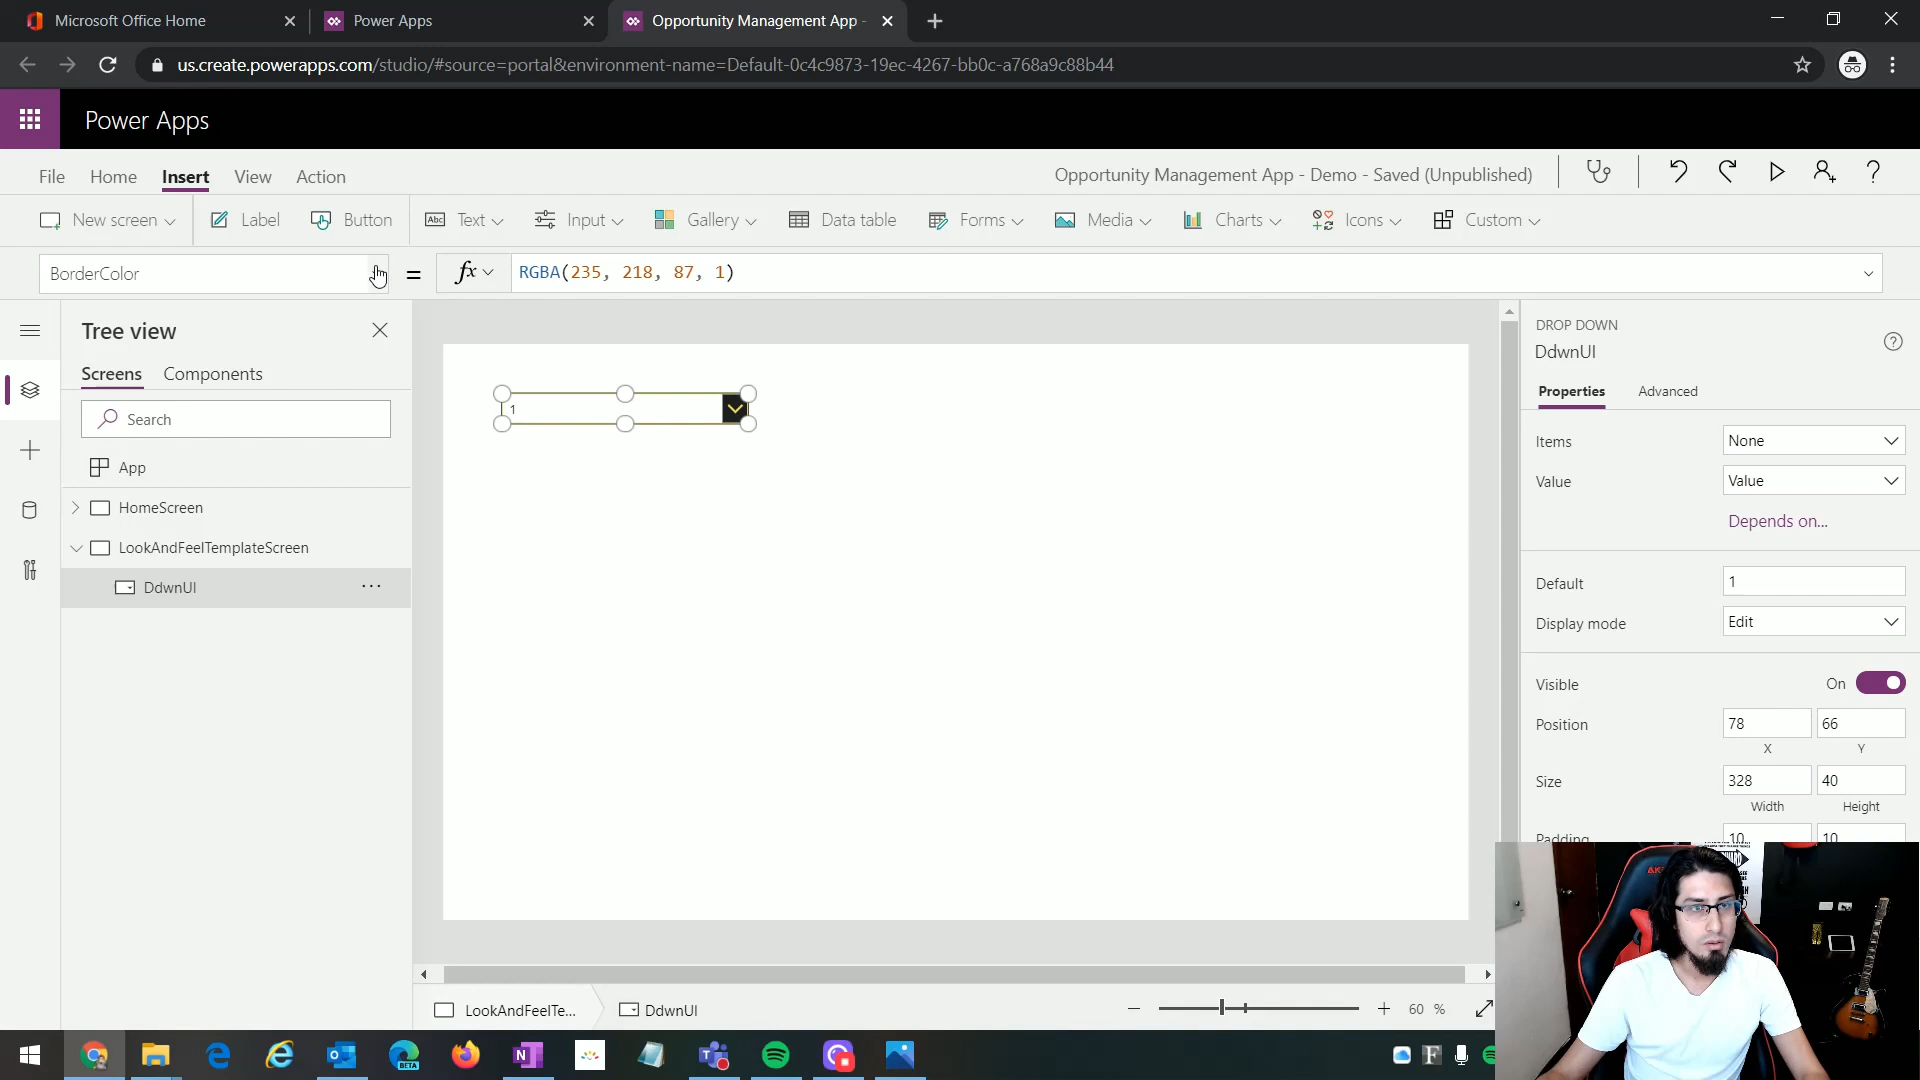 Microsoft Office Home
Power Apps
Opportunity Management App -
us.create.powerapps.com/studio/#source=portal&environment-name=Default-0c4c9873-19ec-4267-bb0c-a768a9c88b44
Power Apps
File Home Insert View Action
Opportunity Management App - Demo - Saved (Unpublished)
New screen Label Button Abc Text Input Gallery Data table Forms Media Charts Icons Custom
BorderColor = fx RGBA(235, 218, 87, 1)
Tree view
Screens Components
Search
App
HomeScreen
LookAndFeelTemplateScreen
DdwnUI
1
DROP DOWN
DdwnUI
Properties Advanced
Items None
Value Value
Depends on...
Default 1
Display mode Edit
Visible On
Position 78 66
X Y
Size 328 40
Width Height
Padding 10 10
LookAndFeelTe... DdwnUI
60 %
BETA